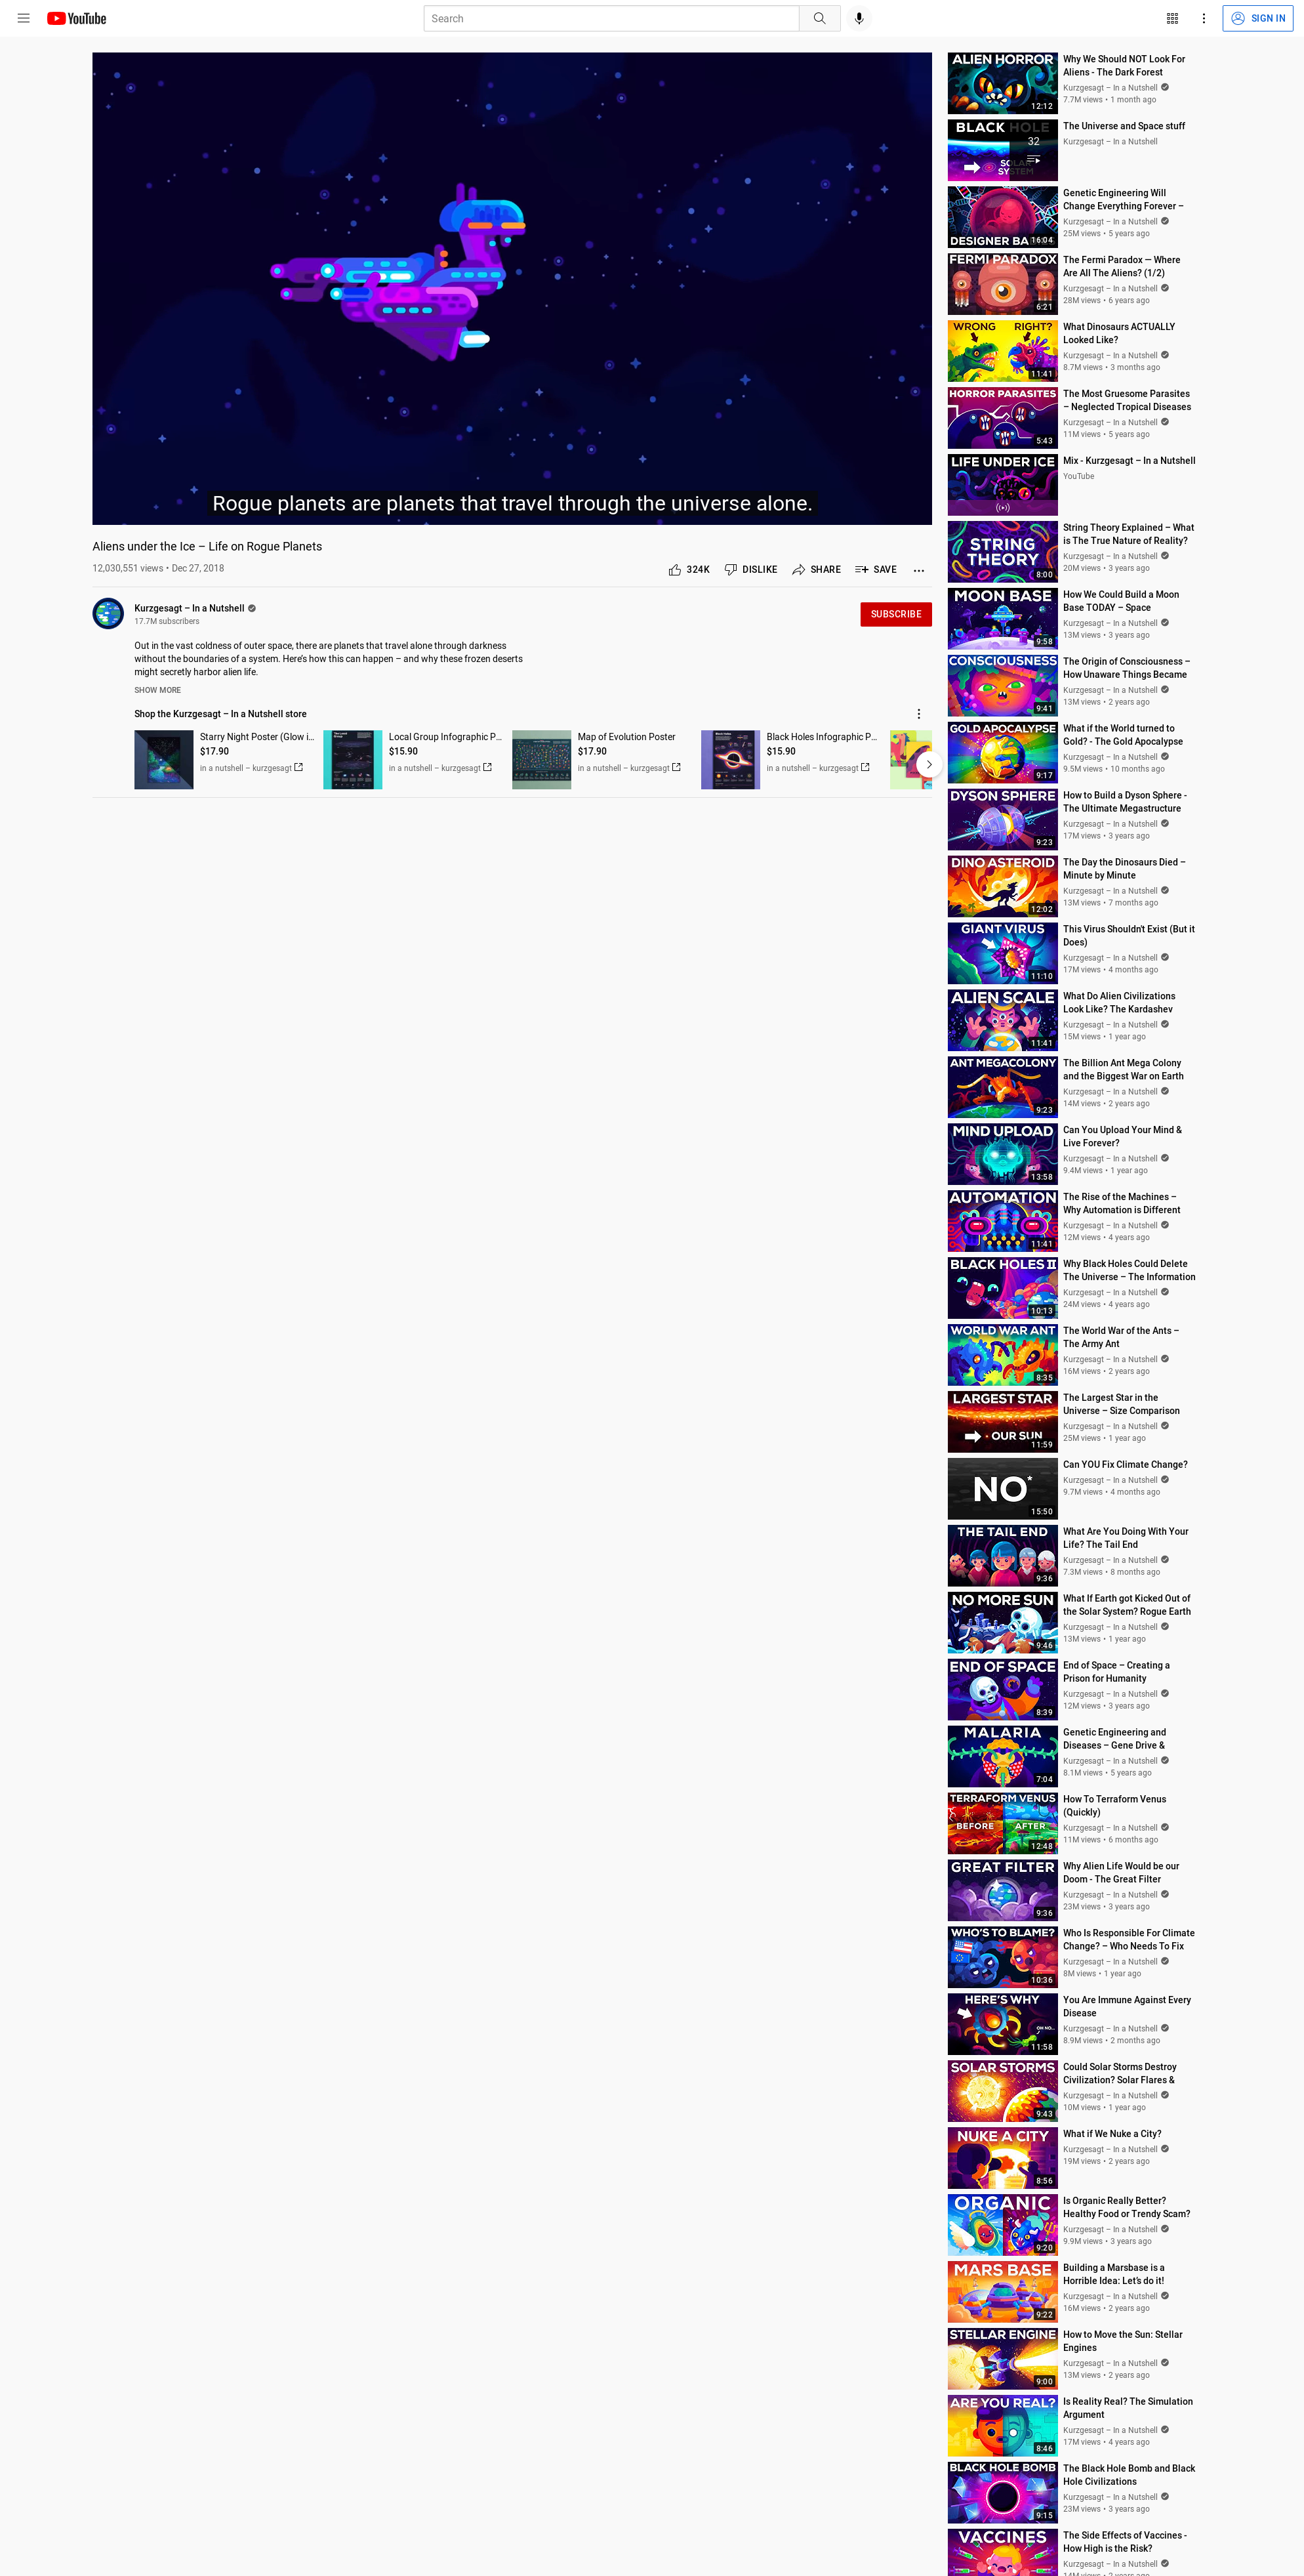 YouTube
Search
SIGN IN
Rogue planets are planets that travel through the universe alone.
Aliens under the Ice – Life on Rogue Planets
12,030,551 views • Dec 27, 2018
324K
DISLIKE
SHARE
SAVE
Kurzgesagt – In a Nutshell
17.7M subscribers
SUBSCRIBE
Out in the vast coldness of outer space, there are planets that travel alone through darkness
without the boundaries of a system. Here's how this can happen – and why these frozen deserts
might secretly harbor alien life.
SHOW MORE
Shop the Kurzgesagt – In a Nutshell store
Starry Night Poster (Glow i...
$17.90
in a nutshell – kurzgesagt
Local Group Infographic P...
$15.90
in a nutshell – kurzgesagt
Map of Evolution Poster
$17.90
in a nutshell – kurzgesagt
Black Holes Infographic P...
$15.90
in a nutshell – kurzgesagt
ALIEN HORROR
12:12
Why We Should NOT Look For
Aliens - The Dark Forest
Kurzgesagt – In a Nutshell
7.7M views • 1 month ago
BLACK HOLE
32
SOLAR
SYSTEM
The Universe and Space stuff
Kurzgesagt – In a Nutshell
DESIGNER BA
16:04
Genetic Engineering Will
Change Everything Forever –
Kurzgesagt – In a Nutshell
25M views • 5 years ago
FERMI PARADOX
6:21
The Fermi Paradox — Where
Are All The Aliens? (1/2)
Kurzgesagt – In a Nutshell
28M views • 6 years ago
WRONG RIGHT?
11:41
What Dinosaurs ACTUALLY
Looked Like?
Kurzgesagt – In a Nutshell
8.7M views • 3 months ago
HORROR PARASITES
5:43
The Most Gruesome Parasites
– Neglected Tropical Diseases
Kurzgesagt – In a Nutshell
11M views • 5 years ago
LIFE UNDER ICE
Mix - Kurzgesagt – In a Nutshell
YouTube
STRING
THEORY
8:00
String Theory Explained – What
is The True Nature of Reality?
Kurzgesagt – In a Nutshell
20M views • 3 years ago
MOON BASE
9:58
How We Could Build a Moon
Base TODAY – Space
Kurzgesagt – In a Nutshell
13M views • 3 years ago
CONSCIOUSNESS
9:41
The Origin of Consciousness –
How Unaware Things Became
Kurzgesagt – In a Nutshell
13M views • 2 years ago
GOLD APOCALYPSE
9:17
What if the World turned to
Gold? - The Gold Apocalypse
Kurzgesagt – In a Nutshell
9.5M views • 10 months ago
DYSON SPHERE
9:23
How to Build a Dyson Sphere -
The Ultimate Megastructure
Kurzgesagt – In a Nutshell
17M views • 3 years ago
DINO ASTEROID
12:02
The Day the Dinosaurs Died –
Minute by Minute
Kurzgesagt – In a Nutshell
13M views • 7 months ago
GIANT VIRUS
11:10
This Virus Shouldn't Exist (But it
Does)
Kurzgesagt – In a Nutshell
17M views • 4 months ago
ALIEN SCALE
11:41
What Do Alien Civilizations
Look Like? The Kardashev
Kurzgesagt – In a Nutshell
15M views • 1 year ago
ANT MEGACOLONY
9:23
The Billion Ant Mega Colony
and the Biggest War on Earth
Kurzgesagt – In a Nutshell
14M views • 2 years ago
MIND UPLOAD
13:58
Can You Upload Your Mind &
Live Forever?
Kurzgesagt – In a Nutshell
9.4M views • 1 year ago
AUTOMATION
11:41
The Rise of the Machines –
Why Automation is Different
Kurzgesagt – In a Nutshell
12M views • 4 years ago
BLACK HOLES II
10:13
Why Black Holes Could Delete
The Universe – The Information
Kurzgesagt – In a Nutshell
24M views • 4 years ago
WORLD WAR ANT
8:35
The World War of the Ants –
The Army Ant
Kurzgesagt – In a Nutshell
16M views • 2 years ago
LARGEST STAR
OUR SUN
11:59
The Largest Star in the
Universe – Size Comparison
Kurzgesagt – In a Nutshell
25M views • 1 year ago
NO*
15:50
Can YOU Fix Climate Change?
Kurzgesagt – In a Nutshell
9.7M views • 4 months ago
THE TAIL END
9:36
What Are You Doing With Your
Life? The Tail End
Kurzgesagt – In a Nutshell
7.3M views • 8 months ago
NO MORE SUN
9:46
What If Earth got Kicked Out of
the Solar System? Rogue Earth
Kurzgesagt – In a Nutshell
13M views • 1 year ago
END OF SPACE
8:39
End of Space – Creating a
Prison for Humanity
Kurzgesagt – In a Nutshell
12M views • 3 years ago
MALARIA
7:04
Genetic Engineering and
Diseases – Gene Drive &
Kurzgesagt – In a Nutshell
8.1M views • 5 years ago
TERRAFORM VENUS
BEFORE AFTER
12:48
How To Terraform Venus
(Quickly)
Kurzgesagt – In a Nutshell
11M views • 6 months ago
GREAT FILTER
9:36
Why Alien Life Would be our
Doom - The Great Filter
Kurzgesagt – In a Nutshell
23M views • 3 years ago
WHO'S TO BLAME?
10:36
Who Is Responsible For Climate
Change? – Who Needs To Fix
Kurzgesagt – In a Nutshell
8M views • 1 year ago
HERE'S WHY
OH NO...
11:58
You Are Immune Against Every
Disease
Kurzgesagt – In a Nutshell
8.9M views • 2 months ago
SOLAR STORMS
9:43
Could Solar Storms Destroy
Civilization? Solar Flares &
Kurzgesagt – In a Nutshell
10M views • 1 year ago
NUKE A CITY
8:56
What if We Nuke a City?
Kurzgesagt – In a Nutshell
19M views • 2 years ago
ORGANIC
9:20
Is Organic Really Better?
Healthy Food or Trendy Scam?
Kurzgesagt – In a Nutshell
9.9M views • 3 years ago
MARS BASE
9:22
Building a Marsbase is a
Horrible Idea: Let's do it!
Kurzgesagt – In a Nutshell
16M views • 2 years ago
STELLAR ENGINE
9:00
How to Move the Sun: Stellar
Engines
Kurzgesagt – In a Nutshell
13M views • 2 years ago
ARE YOU REAL?
8:46
Is Reality Real? The Simulation
Argument
Kurzgesagt – In a Nutshell
17M views • 4 years ago
BLACK HOLE BOMB
9:15
The Black Hole Bomb and Black
Hole Civilizations
Kurzgesagt – In a Nutshell
23M views • 3 years ago
VACCINES
The Side Effects of Vaccines -
How High is the Risk?
Kurzgesagt – In a Nutshell